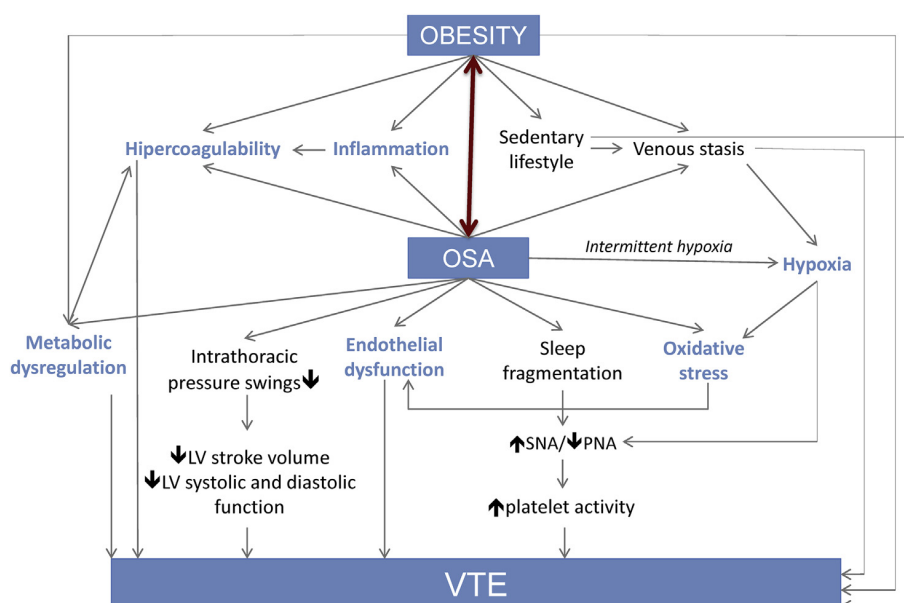 OBESITY
Hipercoagulability
Inflammation
Sedentary
lifestyle
Venous stasis
OSA
Intermittent hypoxia
Hypoxia
Metabolic
dysregulation
Intrathoracic
pressure swings🡇
Endothelial
dysfunction
Sleep
fragmentation
Oxidative
stress
🡇LV stroke volume
🡇LV systolic and diastolic
function
🡅SNA/🡇PNA
🡅platelet activity
VTE